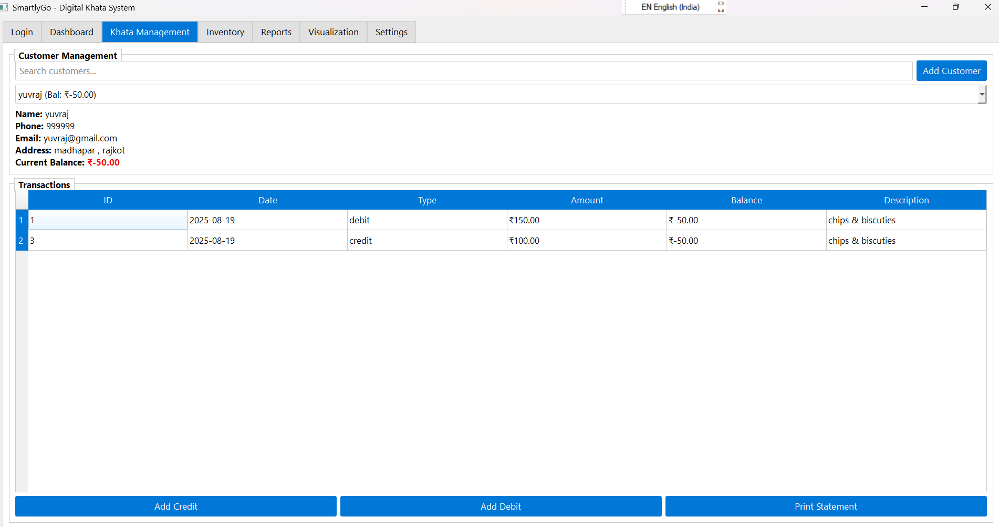 SmartlyGo - Digital Khata System
EN English (India)
Login Dashboard Khata Management Inventory Reports Visualization Settings
Customer Management
Search customers... Add Customer
yuvraj (Bal: ₹-50.00)
Name: yuvraj
Phone: 999999
Email: yuvraj@gmail.com
Address: madhapar , rajkot
Current Balance: ₹-50.00
Transactions
ID Date Type Amount Balance Description
1 1 2025-08-19 debit ₹150.00 ₹-50.00 chips & biscuties
2 3 2025-08-19 credit ₹100.00 ₹-50.00 chips & biscuties
Add Credit Add Debit Print Statement